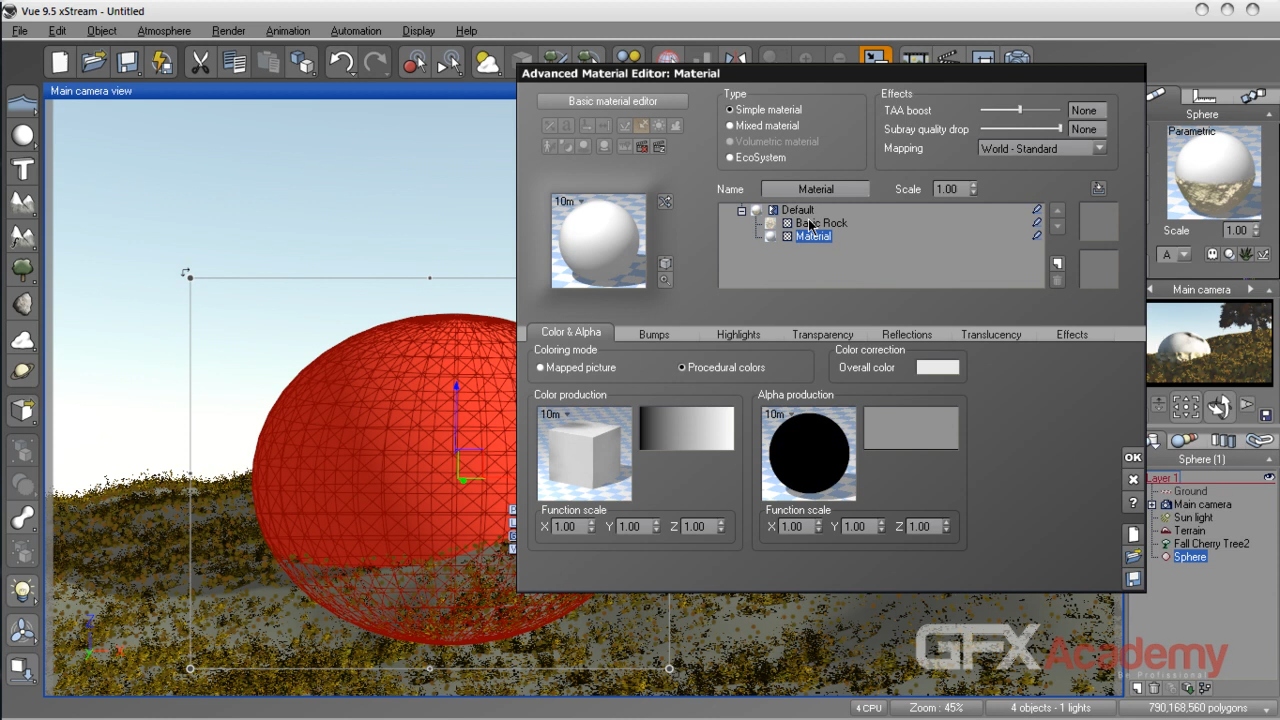 Vue 9.5 xStream - Untitled
File Edit Object Atmosphere Render Animation Automation Display Help
Main camera view
Advanced Material Editor: Material
Basic material editor
Type
Simple material
Mixed material
Volumetric material
EcoSystem
Effects
TAA boost None
Subray quality drop None
Mapping World - Standard
Name Material Scale 1.00
10m
Default
Basic Rock
Material
Color & Alpha Bumps Highlights Transparency Reflections Translucency Effects
Coloring mode
Mapped picture Procedural colors
Color correction
Overall color
Color production
10m
Function scale
X 1.00 Y 1.00 Z 1.00
Alpha production
10m
Function scale
X 1.00 Y 1.00 Z 1.00
OK
?
Sphere
Parametric
Scale 1.00
A
Main camera
Sphere (1)
Layer 1
Ground
Main camera
Sun light
Terrain
Fall Cherry Tree2
Sphere
Z
X
Y
GFXAcademy
Be Professional
4 CPU Zoom : 45% 4 objects - 1 lights 790,168,560 polygons